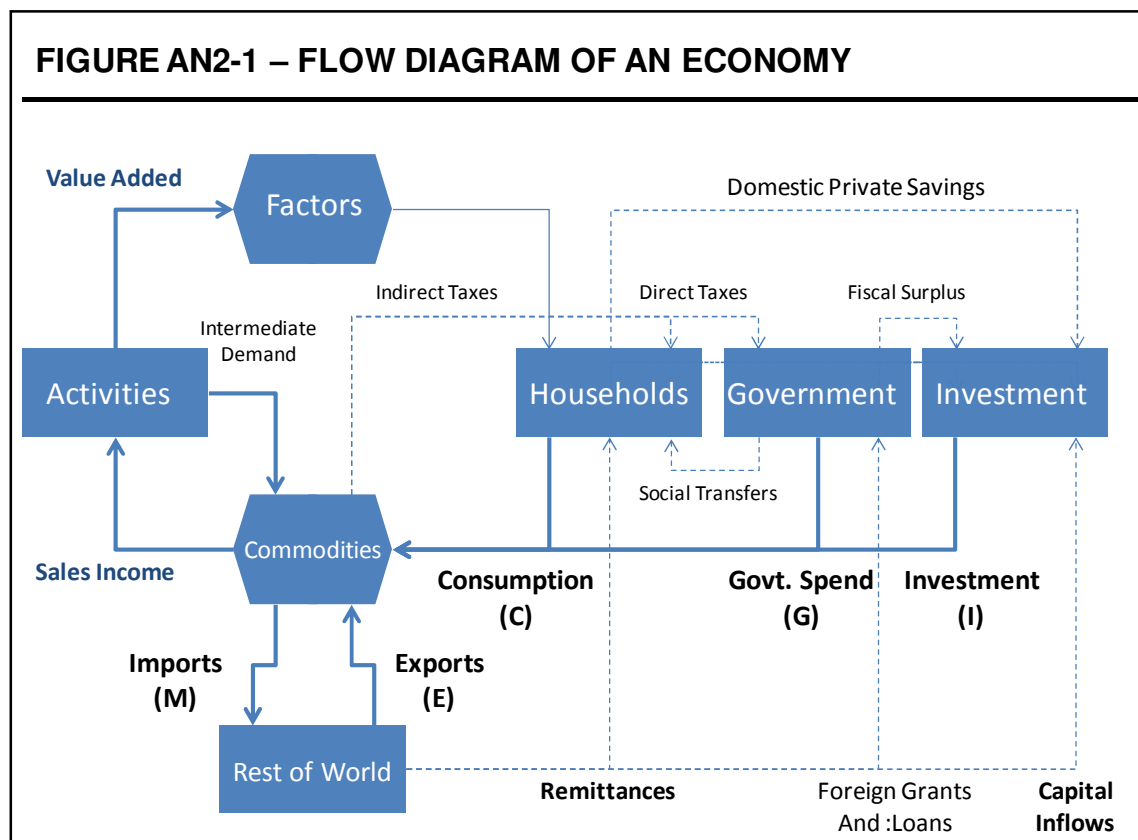 FIGURE AN2-1 – FLOW DIAGRAM OF AN ECONOMY
Value Added
Factors
Domestic Private Savings
Indirect Taxes
Direct Taxes
Fiscal Surplus
Intermediate
Demand
Activities
Households
Government
Investment
Social Transfers
Commodities
Sales Income
Consumption
(C)
Govt. Spend
(G)
Investment
(I)
Imports
(M)
Exports
(E)
Rest of World
Remittances
Foreign Grants
And :Loans
Capital
Inflows